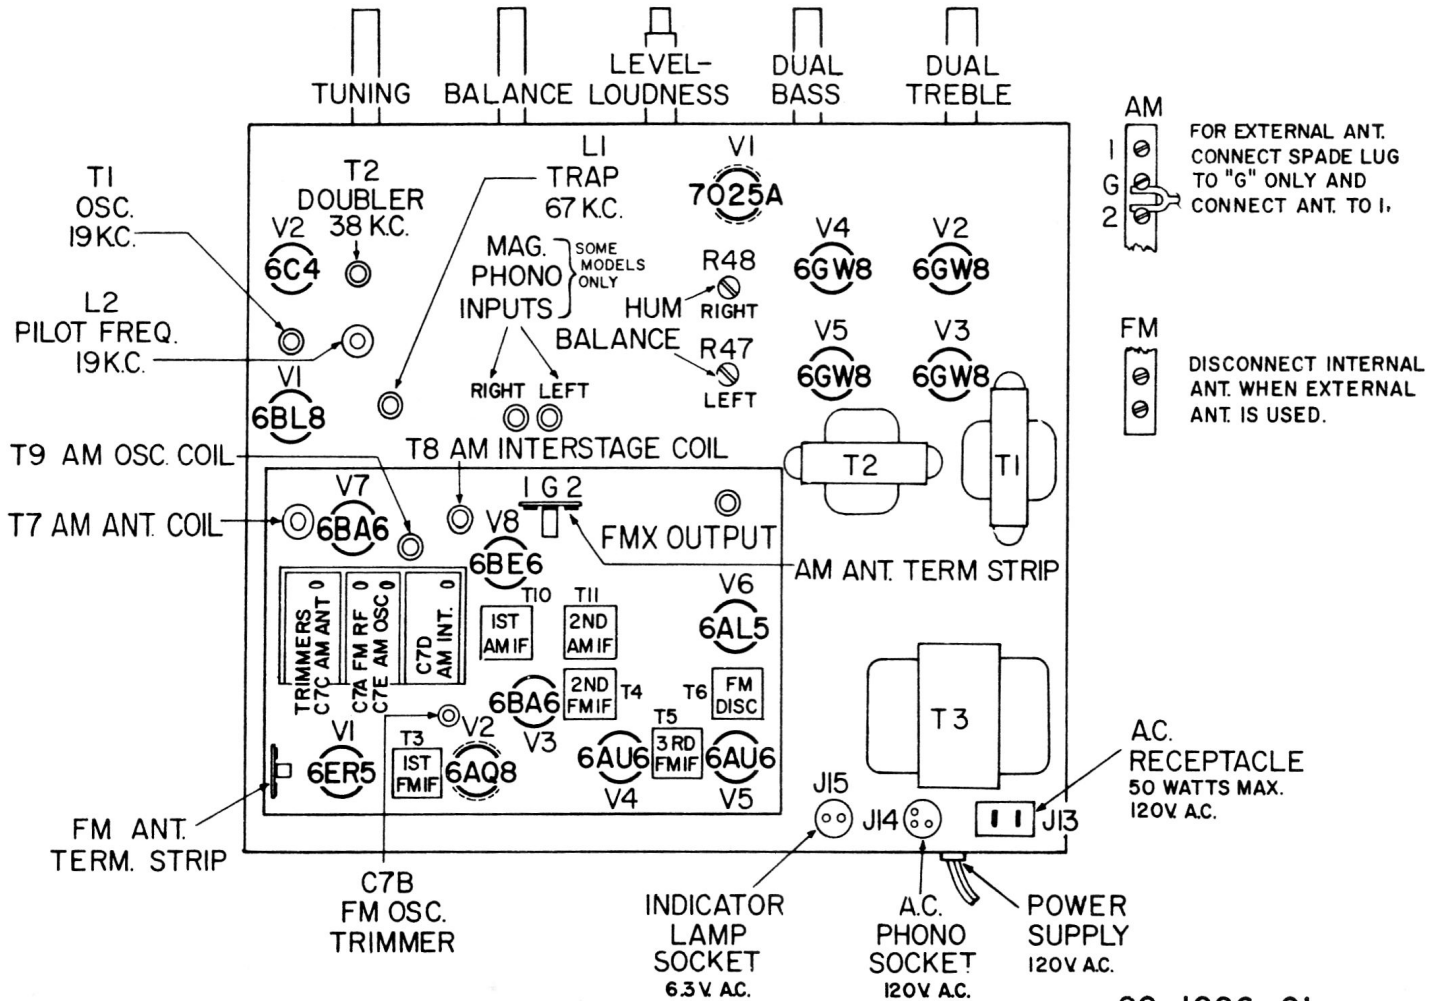 TUNING
BALANCE
LEVEL-
LOUDNESS
DUAL
BASS
DUAL
TREBLE
AM
1
G
2
FOR EXTERNAL ANT.
CONNECT SPADE LUG
TO "G" ONLY AND
CONNECT ANT. TO 1.
FM
DISCONNECT INTERNAL
ANT. WHEN EXTERNAL
ANT. IS USED.
T1
OSC.
19 K.C.
T2
DOUBLER
38 K.C.
L1
TRAP
67 K.C.
V1
7025A
V2
6C4
MAG.
PHONO
INPUTS
SOME
MODELS
ONLY
R48
RIGHT
HUM
BALANCE
R47
LEFT
V4
6GW8
V2
6GW8
V5
6GW8
V3
6GW8
L2
PILOT FREQ.
19 K.C.
V1
6BL8
RIGHT LEFT
T9 AM OSC. COIL
T8 AM INTERSTAGE COIL
T2
T1
T7 AM ANT. COIL
V7
6BA6
1 G 2
V8
6BE6
FMX OUTPUT
AM ANT. TERM STRIP
TRIMMERS
C7C AM ANT
C7A FM RF
C7E AM OSC
C7D
AM INT.
T10
1ST
AM IF
T11
2ND
AM IF
V6
6AL5
6BA6
V3
2ND
FM IF
T4
T6
FM
DISC
T3
V1
6ER5
T3
1ST
FM IF
V2
6AQ8
6AU6
V4
T5
3RD
FM IF
6AU6
V5
J15
J14
J13
A.C.
RECEPTACLE
50 WATTS MAX.
120V. A.C.
FM ANT.
TERM. STRIP
C7B
FM OSC.
TRIMMER
INDICATOR
LAMP
SOCKET
6.3 V. A.C.
A.C.
PHONO
SOCKET
120V. A.C.
POWER
SUPPLY
120V. A.C.